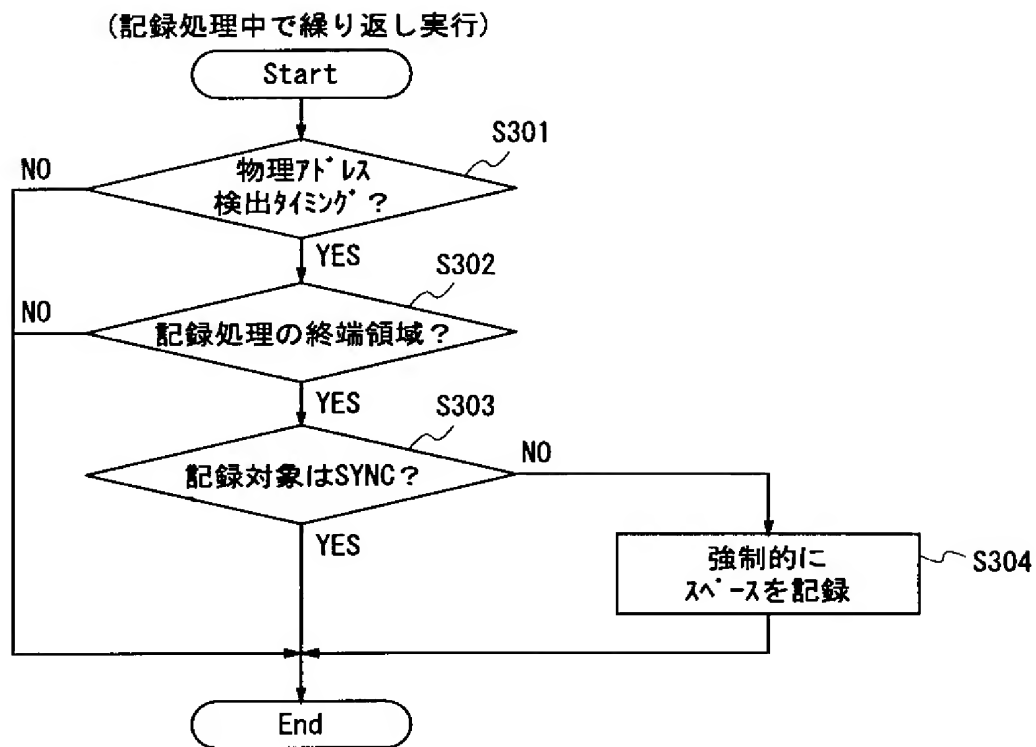 (記録処理中で繰り返し実行)
Start
S301
NO
物理ｱﾄﾞﾚｽ
検出ﾀｲﾐﾝｸﾞ？
YES
S302
NO
記録処理の終端領域？
YES
S303
NO
記録対象はSYNC？
YES
強制的に
ｽﾍﾟｰｽを記録
S304
End